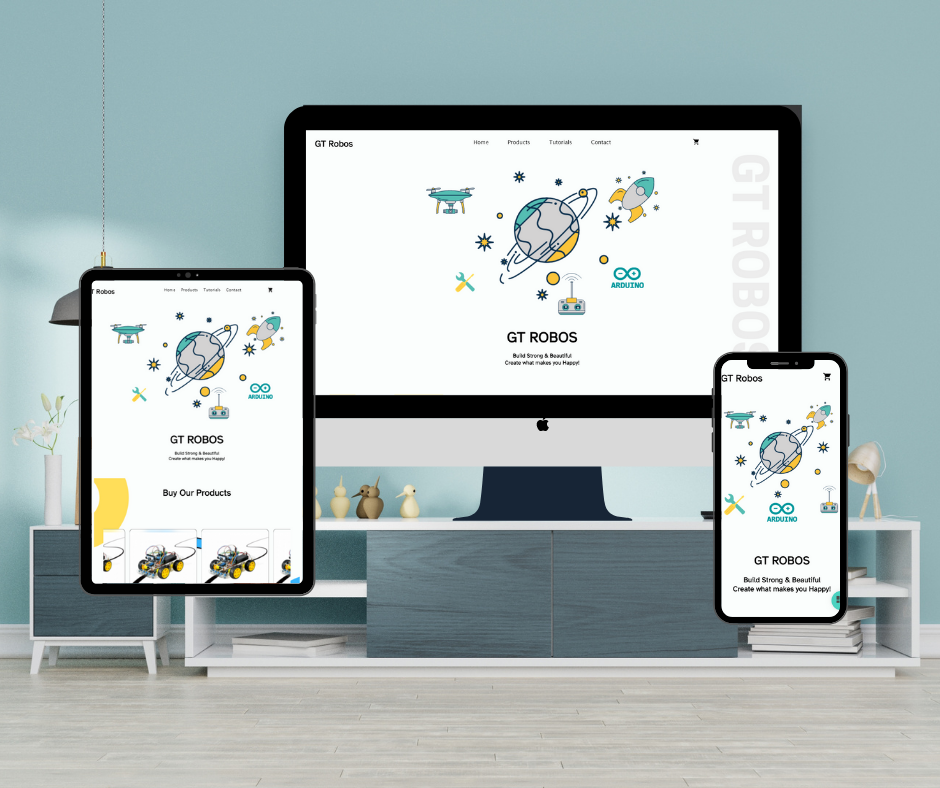 GT Robos
Home Products Tutorials Contact
GT ROBOS
ARDUINO
GT ROBOS
Build Strong & Beautiful
Create what makes you Happy!
Robos
Home Products Tutorials Contact
ARDUINO
GT ROBOS
Build Strong & Beautiful
Create what makes you Happy!
Buy Our Products
GT Robos
ARDUINO
GT ROBOS
Build Strong & Beautiful
Create what makes you Happy!